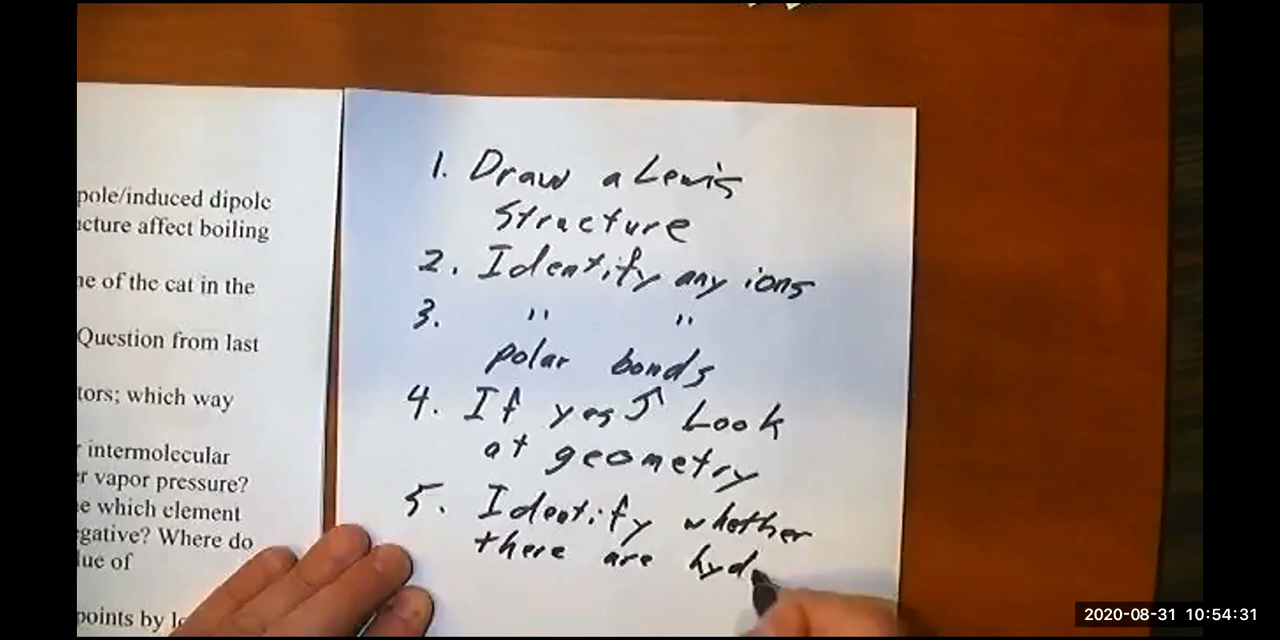 pole/induced dipole
cture affect boiling
e of the cat in the
Question from last
tors; which way
intermolecular
r vapor pressure?
e which element
gative? Where do
lue of
points by lo
1. Draw a Lewis
Structure
2. Identify any ions
3. " "
polar bonds
4. If yes ↑ Look
at geometry
5. Identify whether
there are hyd
2020-08-31 10:54:31